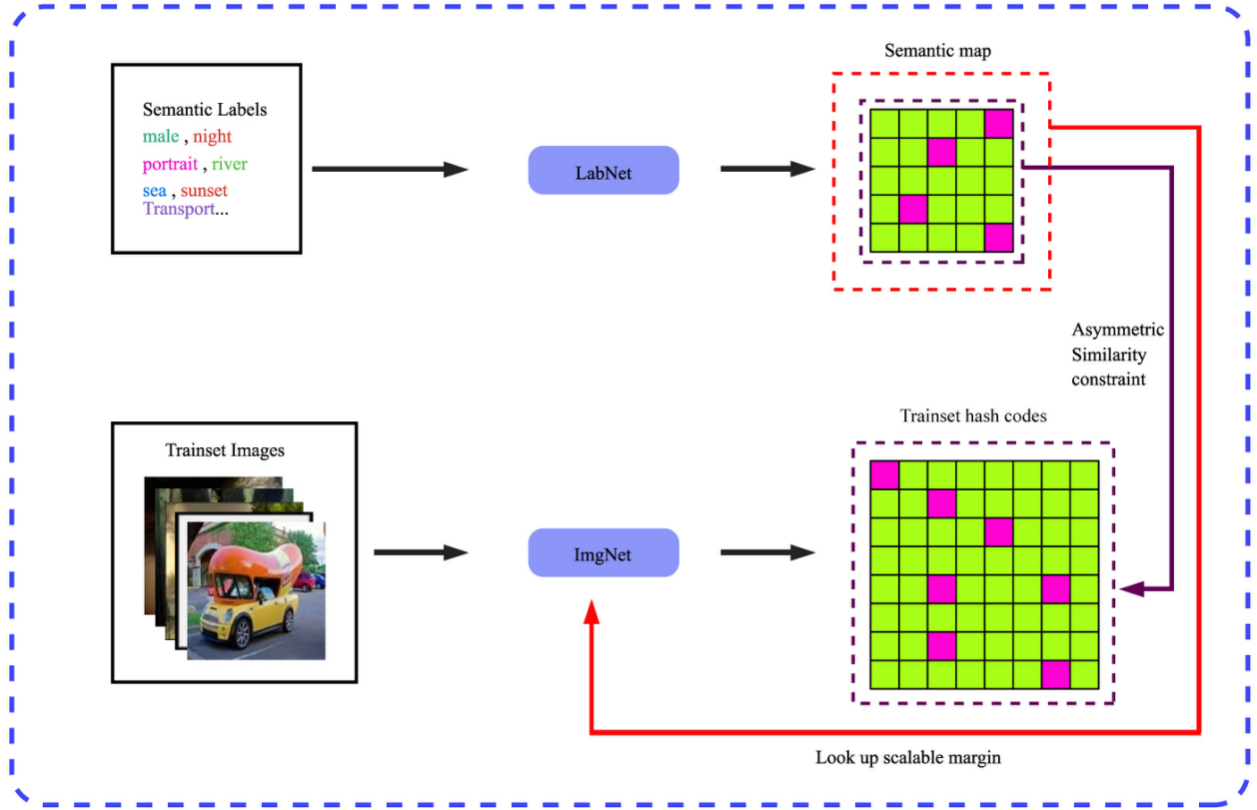 Semantic map
Semantic Labels
male , night
portrait , river
sea , sunset
Transport...
LabNet
Asymmetric
Similarity
constraint
Trainset hash codes
Trainset Images
ImgNet
Look up scalable margin